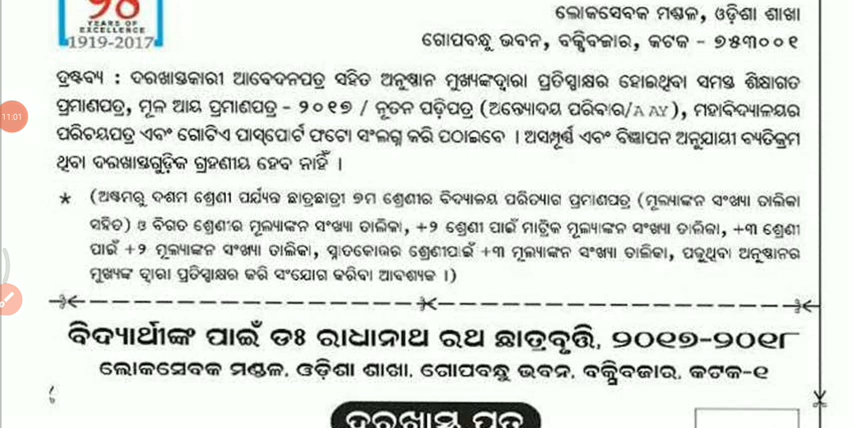 ୨୦
YEARS OF
EXCELLENCE
1919-2017
ଲୋକସେବକ ମଣ୍ଡଳ, ଓଡ଼ିଶା ଶାଖା
ଗୋପବନ୍ଧୁ ଭବନ, ବକ୍ସିବଜାର, କଟକ - ୭୫୩୦୦୧
ଦ୍ରଷ୍ଟବ୍ୟ : ଦରଖାସ୍ତକାରୀ ଆବେଦନପତ୍ର ସହିତ ଅନୁଷ୍ଠାନ ମୁଖ୍ୟଙ୍କଦ୍ୱାରା ପ୍ରତିସ୍ୱାକ୍ଷର ହୋଇଥିବା ସମସ୍ତ ଶିକ୍ଷାଗତ
ପ୍ରମାଣପତ୍ର, ମୂଳ ଆୟ ପ୍ରମାଣପତ୍ର - ୨୦୧୭ / ନୂତନ ପଡ଼ିପତ୍ର (ଅନ୍ତ୍ୟୋଦୟ ପରିବାର/A AY), ମହାବିଦ୍ୟାଳୟର
ପରିଚୟପତ୍ର ଏବଂ ଗୋଟିଏ ପାସ୍‌ପୋର୍ଟ ଫଟୋ ସଂଲଗ୍ନ କରି ପଠାଇବେ । ଅସମ୍ପୂର୍ଣ୍ଣ ଏବଂ ବିଜ୍ଞାପନ ଅନୁଯାୟୀ ବ୍ୟତିକ୍ରମ
ଥିବା ଦରଖାସ୍ତଗୁଡ଼ିକ ଗ୍ରହଣୀୟ ହେବ ନାହିଁ ।
11:01
* (ଅଷ୍ଟମରୁ ଦଶମ ଶ୍ରେଣୀ ପର୍ଯ୍ୟନ୍ତ ଛାତ୍ରଛାତ୍ରୀ ୭ମ ଶ୍ରେଣୀର ବିଦ୍ୟାଳୟ ପରିତ୍ୟାଗ ପ୍ରମାଣପତ୍ର (ମୂଲ୍ୟାଙ୍କନ ସଂଖ୍ୟା ତାଲିକା
ସହିତ) ଓ ବିଗତ ଶ୍ରେଣୀର ମୂଲ୍ୟାଙ୍କନ ସଂଖ୍ୟା ତାଲିକା, +୨ ଶ୍ରେଣୀ ପାଇଁ ମାଟ୍ରିକ ମୂଲ୍ୟାଙ୍କନ ସଂଖ୍ୟା ତାଲିକା, +୩ ଶ୍ରେଣୀ
ପାଇଁ +୨ ମୂଲ୍ୟାଙ୍କନ ସଂଖ୍ୟା ତାଲିକା, ସ୍ନାତକୋତ୍ତର ଶ୍ରେଣୀପାଇଁ +୩ ମୂଲ୍ୟାଙ୍କନ ସଂଖ୍ୟା ତାଲିକା, ପଢୁଥିବା ଅନୁଷ୍ଠାନର
ମୁଖ୍ୟଙ୍କ ଦ୍ୱାରା ପ୍ରତିସ୍ୱାକ୍ଷର କରି ସଂଯୋଗ କରିବା ଆବଶ୍ୟକ ।)
ବିଦ୍ୟାର୍ଥୀଙ୍କ ପାଇଁ ଡଃ ରାଧାନାଥ ରଥ ଛାତ୍ରବୃତ୍ତି, ୨୦୧୭-୨୦୧୮
ଲୋକସେବକ ମଣ୍ଡଳ, ଓଡ଼ିଶା ଶାଖା, ଗୋପବନ୍ଧୁ ଭବନ, ବକ୍ସିବଜାର, କଟକ-୧
ଦରଖାସ୍ତ ପତ୍ର